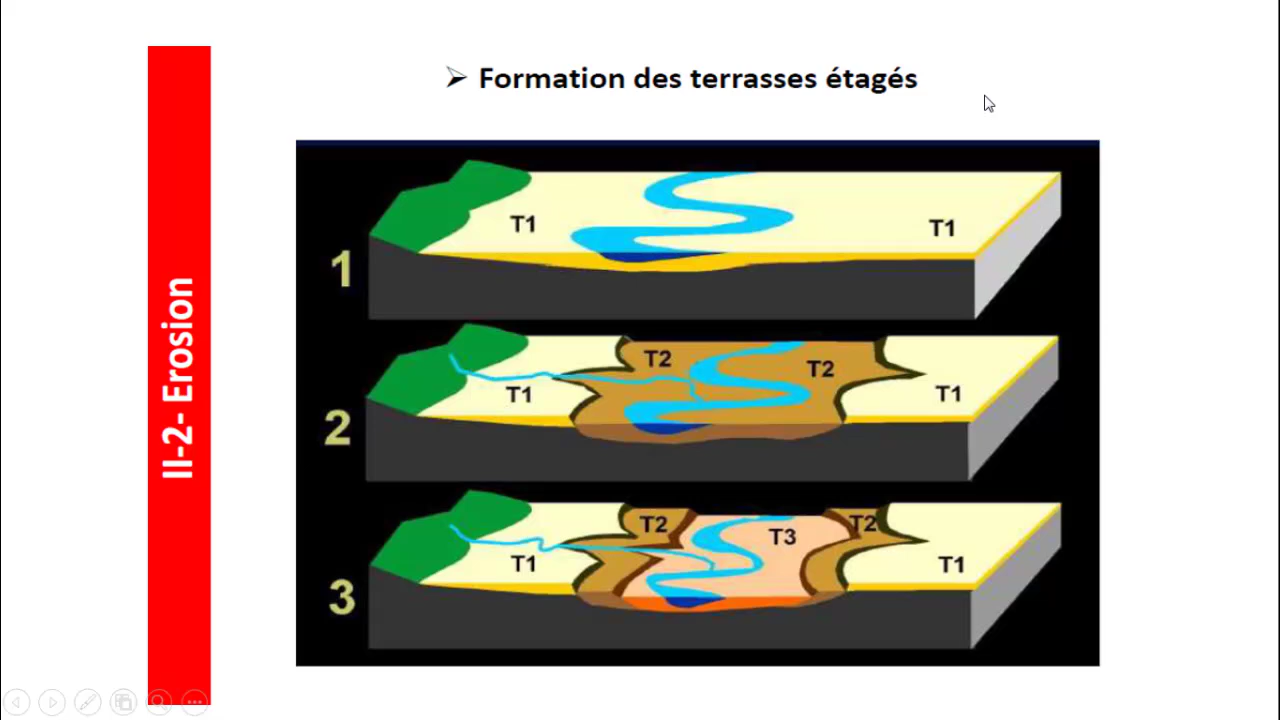 ➢ Formation des terrasses étagés
II-2- Erosion
T1
T1
1
T2
T2
T1
T1
2
T2
T3
T2
T1
T1
3